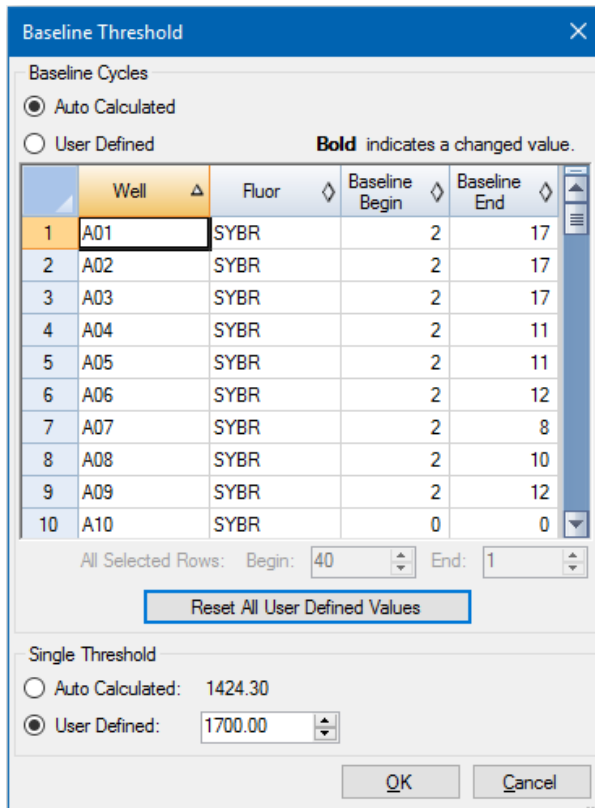 Baseline Threshold
Baseline Cycles
Auto Calculated
User Defined Bold indicates a changed value.
Well Fluor Baseline Begin Baseline End
1 A01 SYBR 2 17
2 A02 SYBR 2 17
3 A03 SYBR 2 17
4 A04 SYBR 2 11
5 A05 SYBR 2 11
6 A06 SYBR 2 12
7 A07 SYBR 2 8
8 A08 SYBR 2 10
9 A09 SYBR 2 12
10 A10 SYBR 0 0
All Selected Rows: Begin: 40 End: 1
Reset All User Defined Values
Single Threshold
Auto Calculated: 1424.30
User Defined: 1700.00
OK Cancel